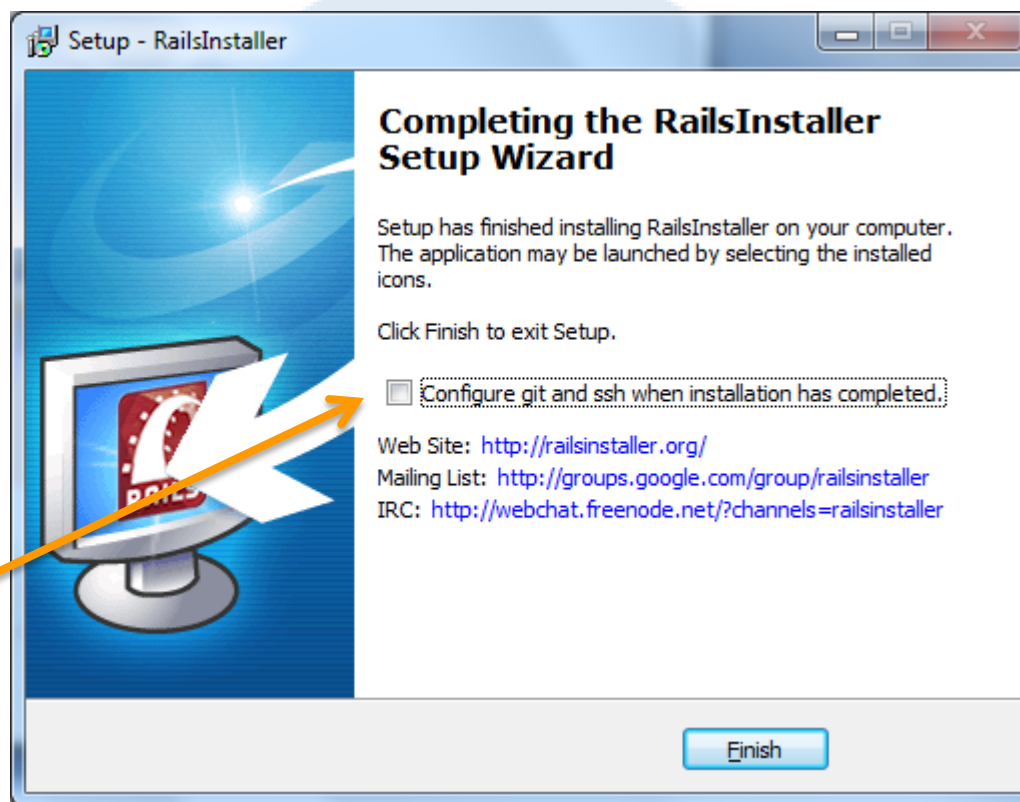 Setup - RailsInstaller
Completing the RailsInstaller
Setup Wizard
Setup has finished installing RailsInstaller on your computer.
The application may be launched by selecting the installed
icons.
Click Finish to exit Setup.
Configure git and ssh when installation has completed.
Web Site: http://railsinstaller.org/
Mailing List: http://groups.google.com/group/railsinstaller
IRC: http://webchat.freenode.net/?channels=railsinstaller
RAILS
Finish